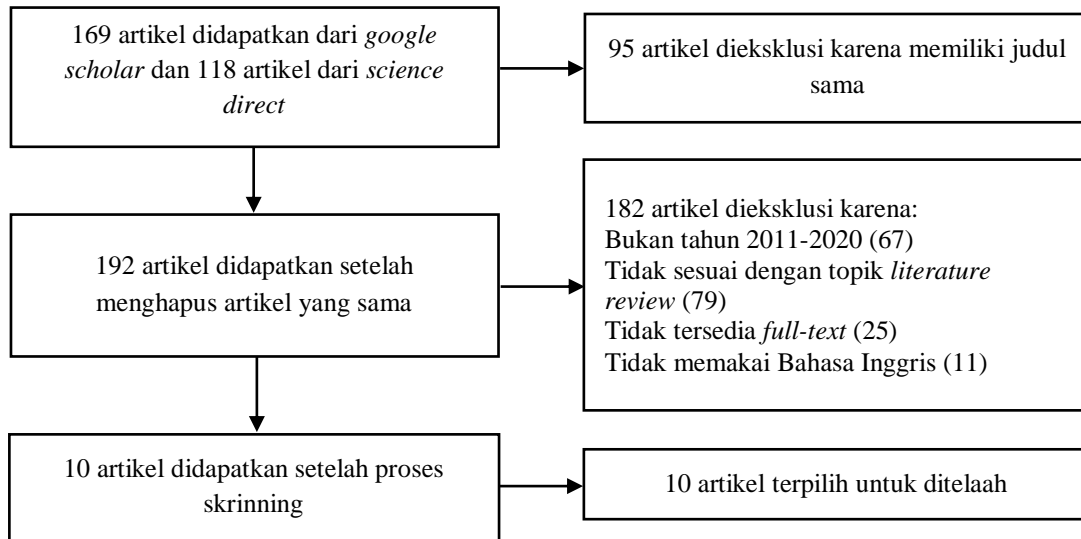 169 artikel didapatkan dari google
scholar dan 118 artikel dari science
direct
95 artikel dieksklusi karena memiliki judul
sama
192 artikel didapatkan setelah
menghapus artikel yang sama
182 artikel dieksklusi karena:
Bukan tahun 2011-2020 (67)
Tidak sesuai dengan topik literature
review (79)
Tidak tersedia full-text (25)
Tidak memakai Bahasa Inggris (11)
10 artikel didapatkan setelah proses
skrinning
10 artikel terpilih untuk ditelaah